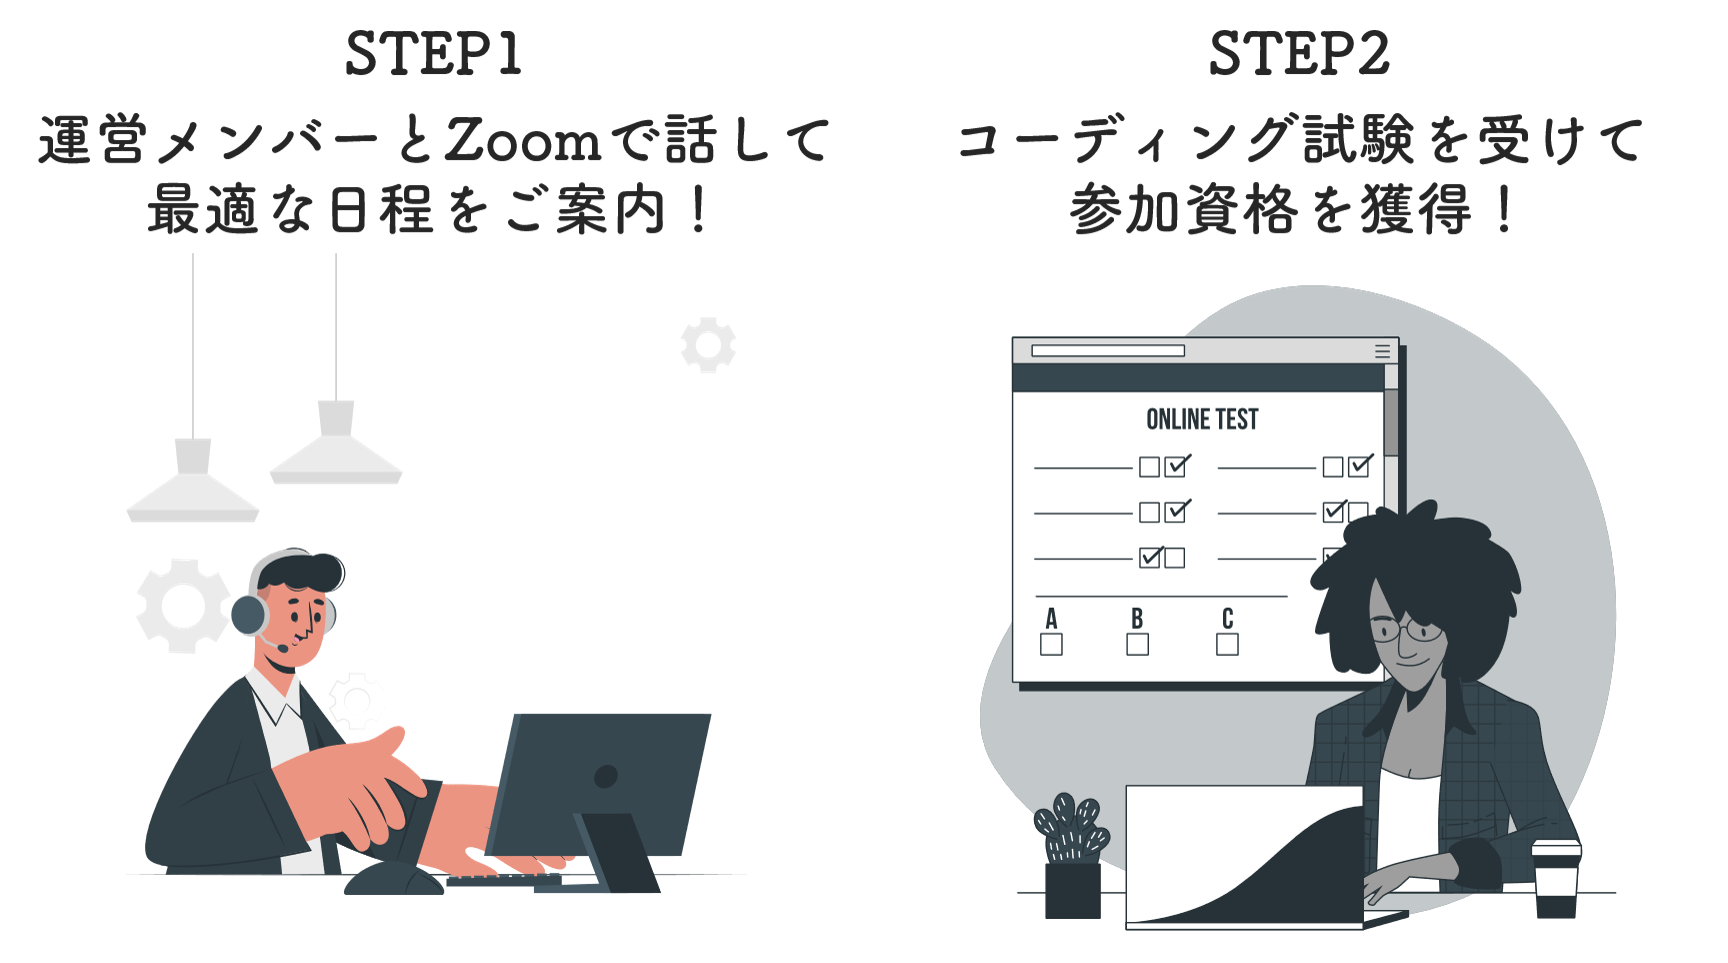 STEP1
運営メンバーとZoomで話して
最適な日程をご案内！
STEP2
コーディング試験を受けて
参加資格を獲得！
ONLINE TEST
A B C